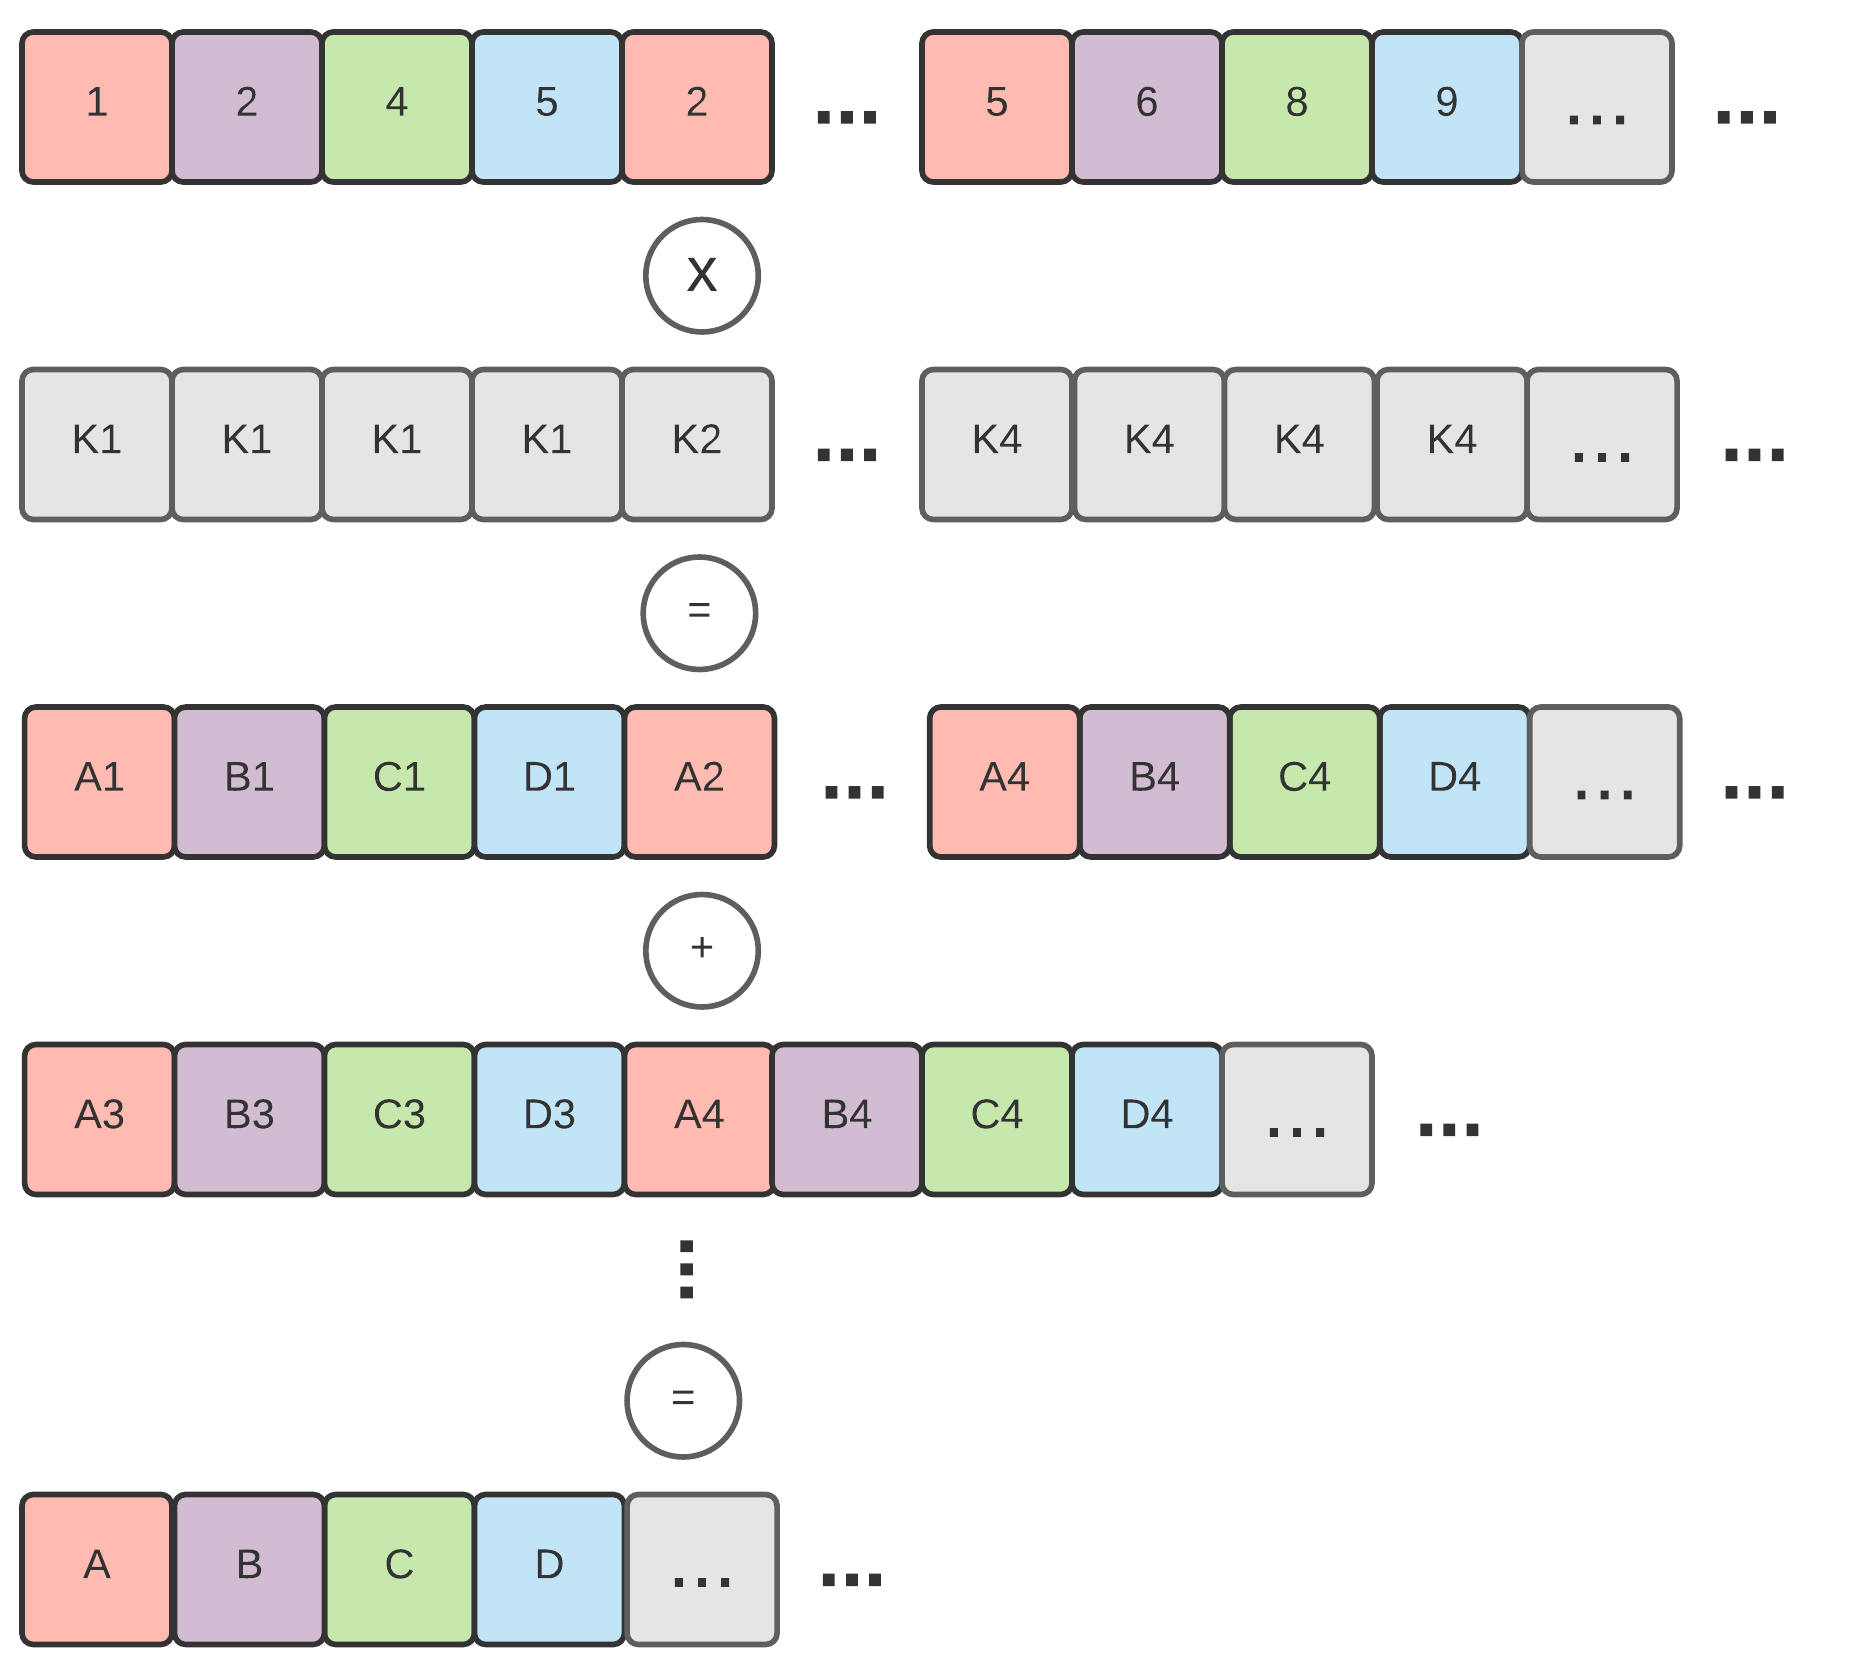 1 2 4 5 2 ... 5 6 8 9 ... ...
X
K1 K1 K1 K1 K2 ... K4 K4 K4 K4 ... ...
=
A1 B1 C1 D1 A2 ... A4 B4 C4 D4 ... ...
+
A3 B3 C3 D3 A4 B4 C4 D4 ... ...
...
=
A B C D ... ...